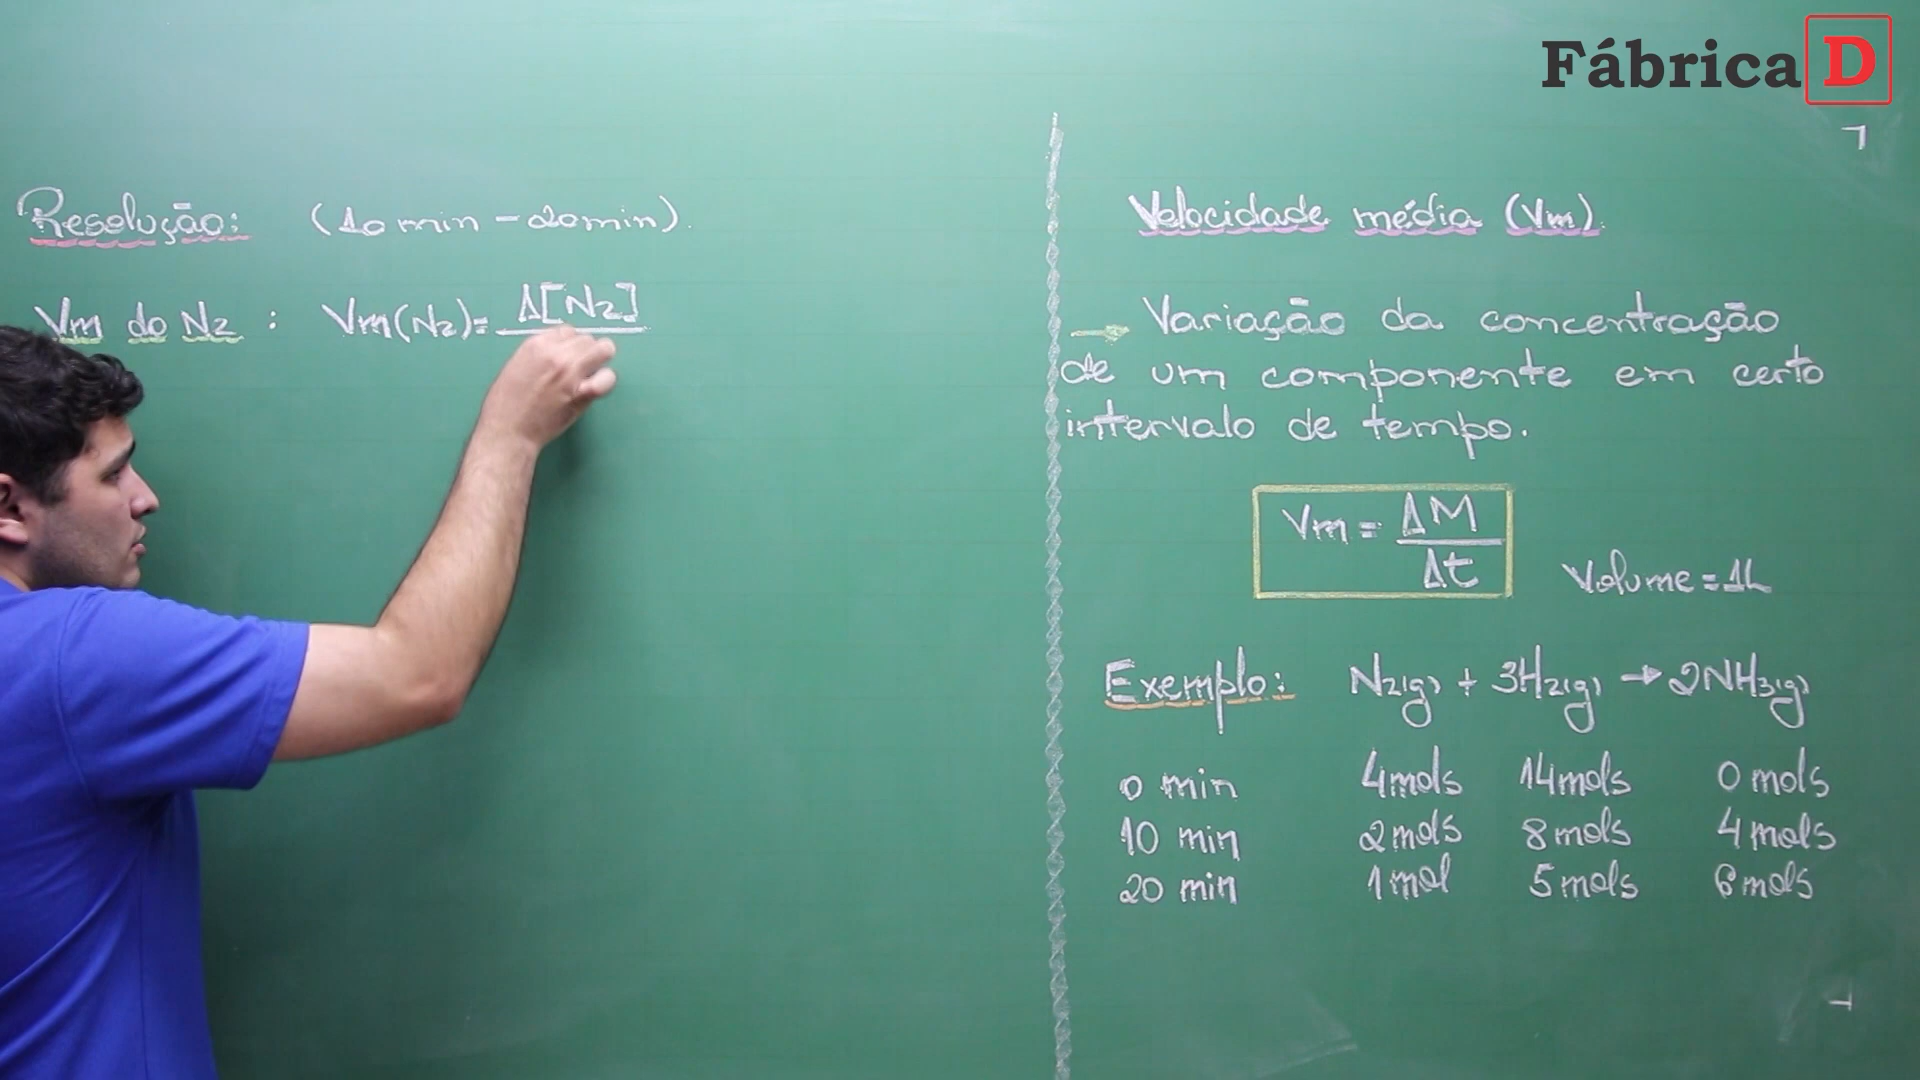 Fábrica D
Resolução: (10 min - 20 min).
Vm do N2 : Vm(N2)= Δ[N2]
Velocidade média (Vm).
→ Variação da concentração
de um componente em certo
intervalo de tempo.
Vm = ΔM
Δt
Volume = 1L
Exemplo: N2(g) + 3H2(g) → 2NH3(g)
0 min 4mols 14mols 0 mols
10 min 2mols 8mols 4mols
20 min 1mol 5mols 6mols